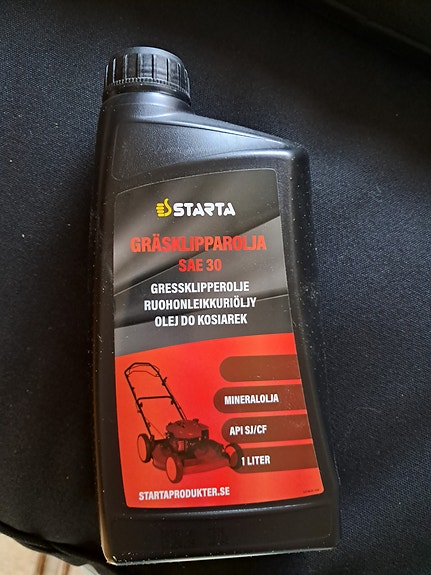 STARTA
GRÄSKLIPPAROLJA
SAE 30
GRESSKLIPPEROLJE
RUOHONLEIKKURIÖLJY
OLEJ DO KOSIAREK
MINERALOLJA
API SJ/CF
1 LITER
STARTAPRODUKTER.SE